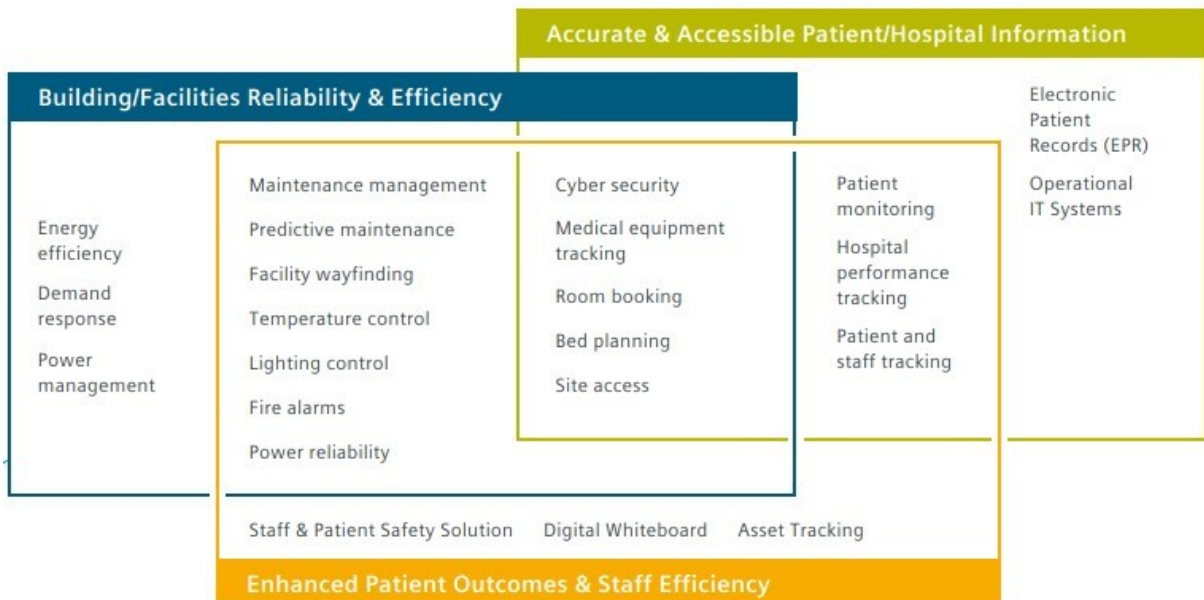 Accurate & Accessible Patient/Hospital Information
Building/Facilities Reliability & Efficiency
Energy
efficiency
Demand
response
Power
management
Maintenance management
Predictive maintenance
Facility wayfinding
Temperature control
Lighting control
Fire alarms
Power reliability
Cyber security
Medical equipment
tracking
Room booking
Bed planning
Site access
Patient
monitoring
Hospital
performance
tracking
Patient and
staff tracking
Electronic
Patient
Records (EPR)
Operational
IT Systems
Staff & Patient Safety Solution
Digital Whiteboard
Asset Tracking
Enhanced Patient Outcomes & Staff Efficiency